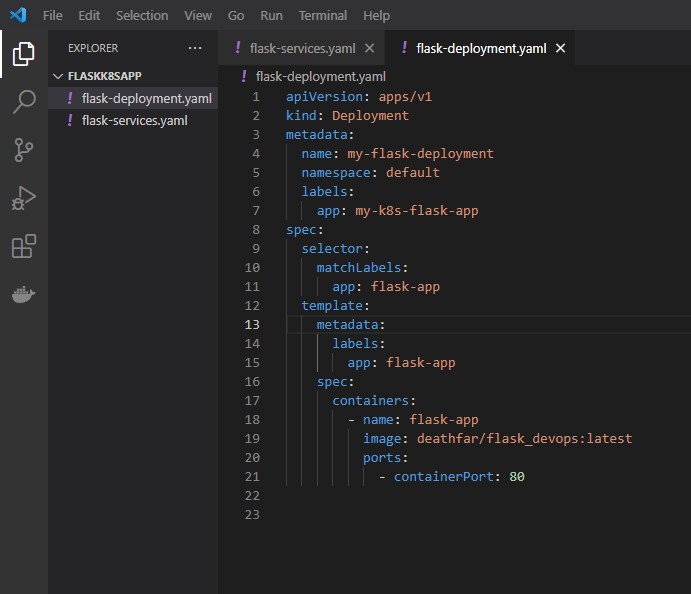 File Edit Selection View Go Run Terminal Help
EXPLORER ...
FLASKK8SAPP
! flask-deployment.yaml
! flask-services.yaml
! flask-services.yaml ×
! flask-deployment.yaml ×
! flask-deployment.yaml
1 apiVersion: apps/v1
2 kind: Deployment
3 metadata:
4   name: my-flask-deployment
5   namespace: default
6   labels:
7     app: my-k8s-flask-app
8 spec:
9   selector:
10     matchLabels:
11       app: flask-app
12   template:
13     metadata:
14       labels:
15         app: flask-app
16     spec:
17       containers:
18         - name: flask-app
19           image: deathfar/flask_devops:latest
20           ports:
21             - containerPort: 80
22
23